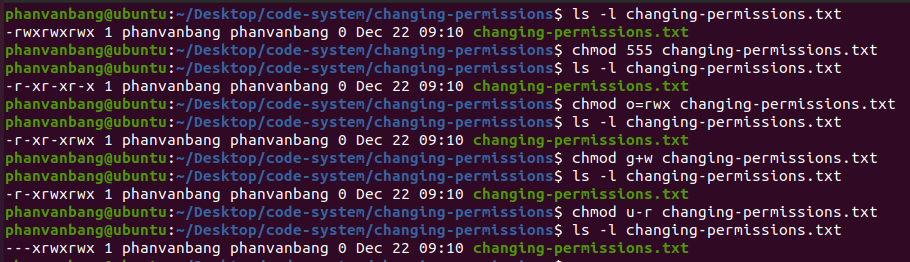 phanvanbang@ubuntu:~/Desktop/code-system/changing-permissions$ ls -l changing-permissions.txt
-rwxrwxrwx 1 phanvanbang phanvanbang 0 Dec 22 09:10 changing-permissions.txt
phanvanbang@ubuntu:~/Desktop/code-system/changing-permissions$ chmod 555 changing-permissions.txt
phanvanbang@ubuntu:~/Desktop/code-system/changing-permissions$ ls -l changing-permissions.txt
-r-xr-xr-x 1 phanvanbang phanvanbang 0 Dec 22 09:10 changing-permissions.txt
phanvanbang@ubuntu:~/Desktop/code-system/changing-permissions$ chmod o=rwx changing-permissions.txt
phanvanbang@ubuntu:~/Desktop/code-system/changing-permissions$ ls -l changing-permissions.txt
-r-xr-xrwx 1 phanvanbang phanvanbang 0 Dec 22 09:10 changing-permissions.txt
phanvanbang@ubuntu:~/Desktop/code-system/changing-permissions$ chmod g+w changing-permissions.txt
phanvanbang@ubuntu:~/Desktop/code-system/changing-permissions$ ls -l changing-permissions.txt
-r-xrwxrwx 1 phanvanbang phanvanbang 0 Dec 22 09:10 changing-permissions.txt
phanvanbang@ubuntu:~/Desktop/code-system/changing-permissions$ chmod u-r changing-permissions.txt
phanvanbang@ubuntu:~/Desktop/code-system/changing-permissions$ ls -l changing-permissions.txt
---xrwxrwx 1 phanvanbang phanvanbang 0 Dec 22 09:10 changing-permissions.txt